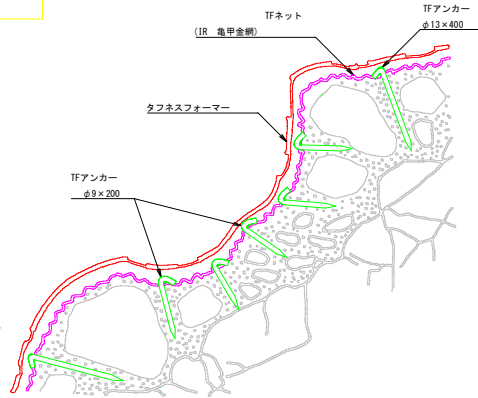 TFネット
(IR 亀甲金網)
TFアンカー
φ13×400
タフネスフォーマー
TFアンカー
φ9×200